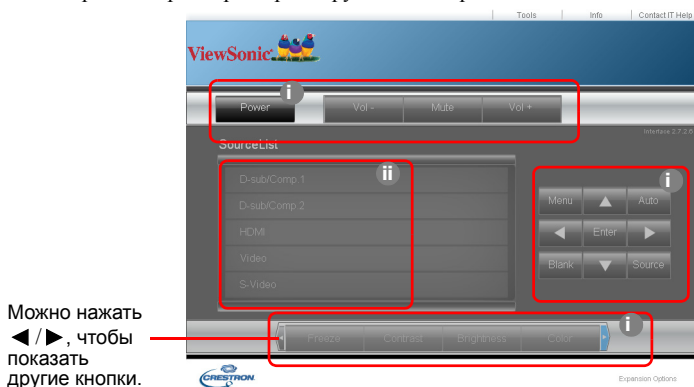 Tools Info Contact IT Help
ViewSonic
Power Vol - Mute Vol +
i
Interface 2.7.2.6
SourceList
ii
i
D-sub/Comp.1
D-sub/Comp.2
HDMI
Video
S-Video
Menu Auto
Enter
Blank Source
Можно нажать
◀/▶, чтобы
показать
другие кнопки.
i
Freeze Contrast Brightness Color
CRESTRON
Expansion Options